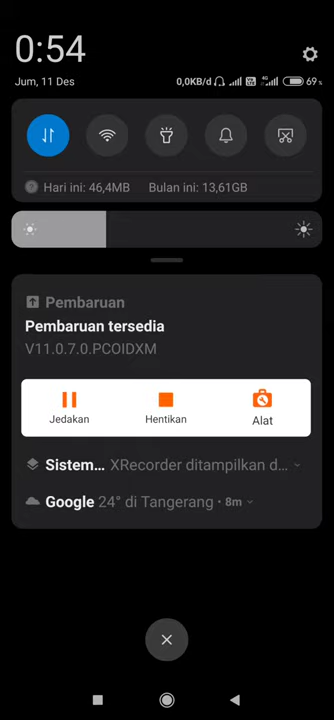 0:54
Jum, 11 Des
0,0KB/d
4G
69%
Hari ini: 46,4MB Bulan ini: 13,61GB
Pembaruan
Pembaruan tersedia
V11.0.7.0.PCOIDXM
Jedakan Hentikan Alat
Sistem... XRecorder ditampilkan d...
Google 24° di Tangerang • 8m